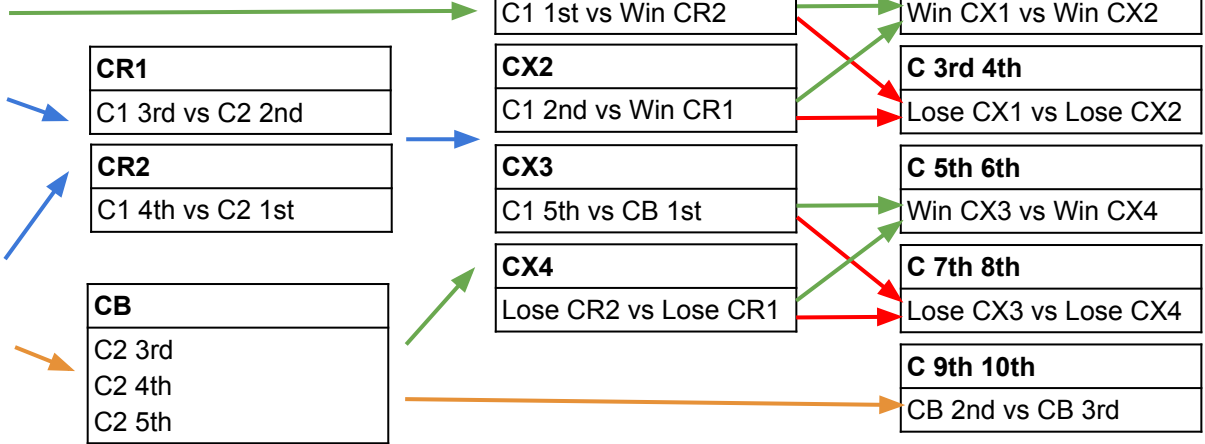 C1 1st vs Win CR2
Win CX1 vs Win CX2
CR1
C1 3rd vs C2 2nd
CX2
C1 2nd vs Win CR1
C 3rd 4th
Lose CX1 vs Lose CX2
CR2
C1 4th vs C2 1st
CX3
C1 5th vs CB 1st
C 5th 6th
Win CX3 vs Win CX4
CX4
Lose CR2 vs Lose CR1
C 7th 8th
Lose CX3 vs Lose CX4
CB
C2 3rd
C2 4th
C2 5th
C 9th 10th
CB 2nd vs CB 3rd